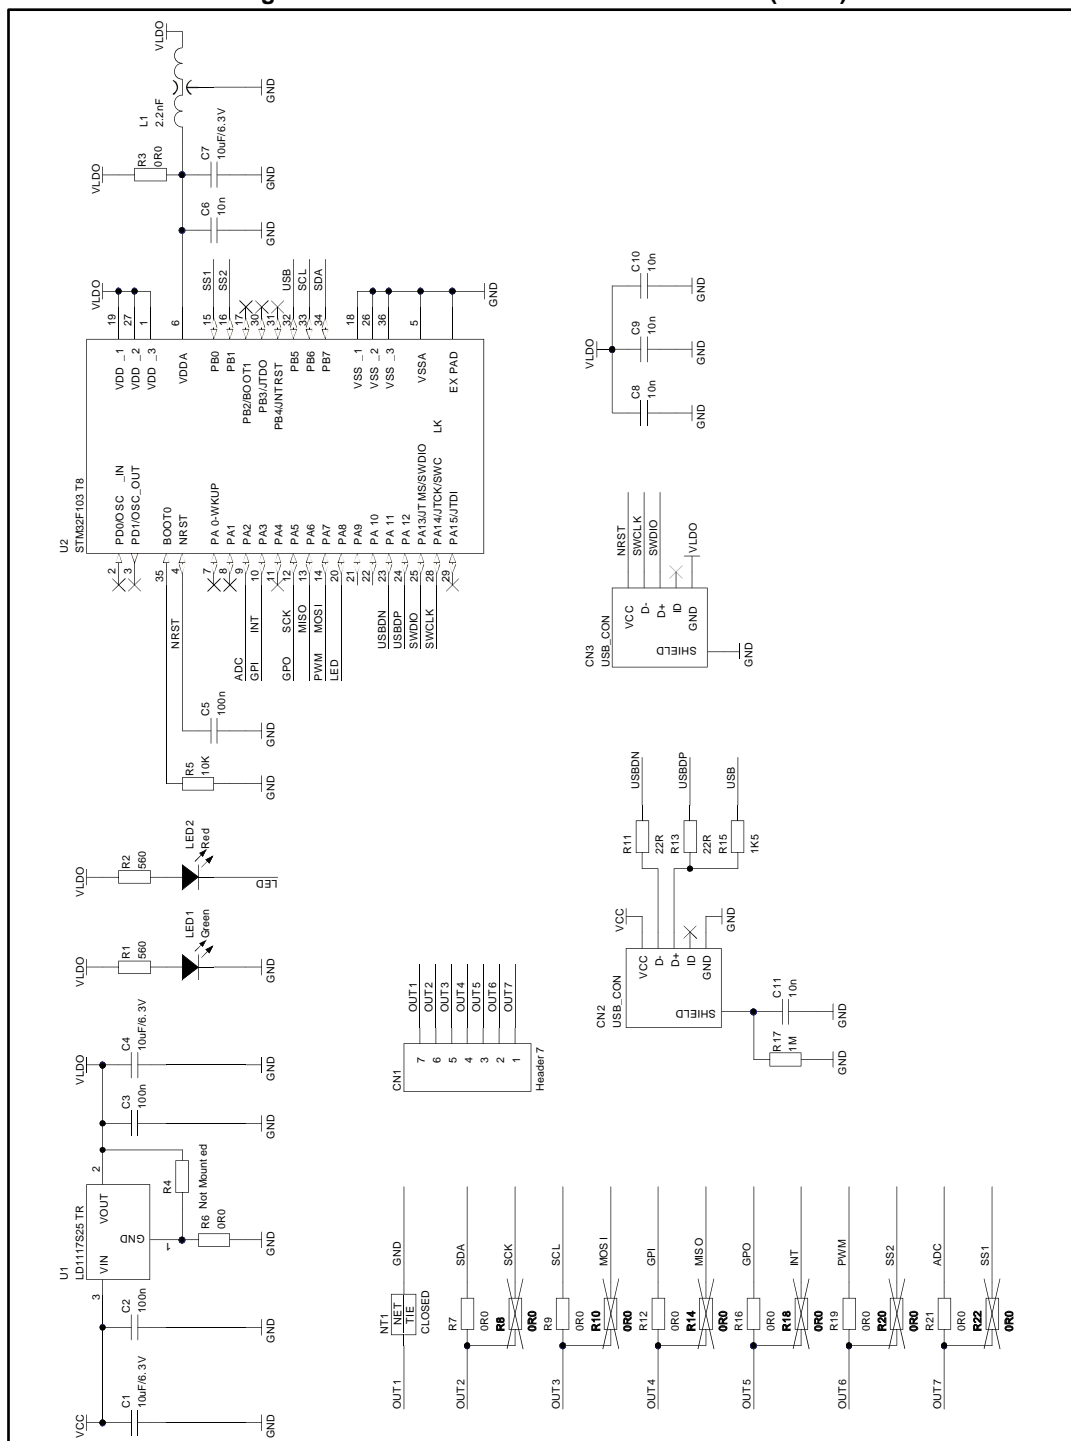 VCC
C1
10uF/6.3V
GND
C2
100n
GND
U1
LD1117S25TR
3
VIN
VOUT
2
GND
1
R4
Not Mounted
R6
0R0
GND
C3
100n
GND
VLDO
C4
10uF/6.3V
GND
VLDO
R1
560
LED1
Green
GND
VLDO
R2
560
LED2
Red
LED
R5
10K
GND
C5
100n
GND
NRST
U2
STM32F103T8
2
PD0/OSC_IN
3
PD1/OSC_OUT
35
BOOT0
4
NRST
7
PA0-WKUP
8
PA1
ADC
9
PA2
GPI
INT
10
PA3
11
PA4
GPO
SCK
12
PA5
MISO
13
PA6
PWM
MOSI
14
PA7
LED
20
PA8
21
PA9
22
PA10
USBDN
23
PA11
USBDP
24
PA12
SWDIO
25
PA13/JTMS/SWDIO
SWCLK
28
PA14/JTCK/SWCLK
29
PA15/JTDI
VDD_1
19
VDD_2
27
VDD_3
1
VLDO
VDDA
6
PB0
15
SS1
PB1
16
SS2
PB2/BOOT1
17
PB3/JTDO
30
PB4/JNTRST
31
PB5
32
USB
PB6
33
SCL
PB7
34
SDA
VSS_1
18
VSS_2
26
VSS_3
36
VSSA
5
EXPAD
GND
C6
10n
GND
VLDO
R3
0R0
C7
10uF/6.3V
GND
L1
2.2nF
GND
VLDO
NT1
NET
TIE
CLOSED
OUT1
GND
OUT2
R7
0R0
SDA
R8
0R0
SCK
OUT3
R9
0R0
SCL
R10
0R0
MOSI
OUT4
R12
0R0
GPI
R14
0R0
MISO
OUT5
R16
0R0
GPO
R18
0R0
INT
OUT6
R19
0R0
PWM
R20
0R0
SS2
OUT7
R21
0R0
ADC
R22
0R0
SS1
CN1
7
OUT1
6
OUT2
5
OUT3
4
OUT4
3
OUT5
2
OUT6
1
OUT7
Header 7
CN2
USB_CON
VCC
D-
D+
ID
GND
SHIELD
VCC
GND
R11
22R
USBDN
R13
22R
USBDP
R15
1K5
USB
R17
1M
GND
C11
10n
GND
CN3
USB_CON
VCC
D-
D+
ID
GND
SHIELD
NRST
SWCLK
SWDIO
VLDO
GND
VLDO
C8
10n
GND
C9
10n
GND
C10
10n
GND